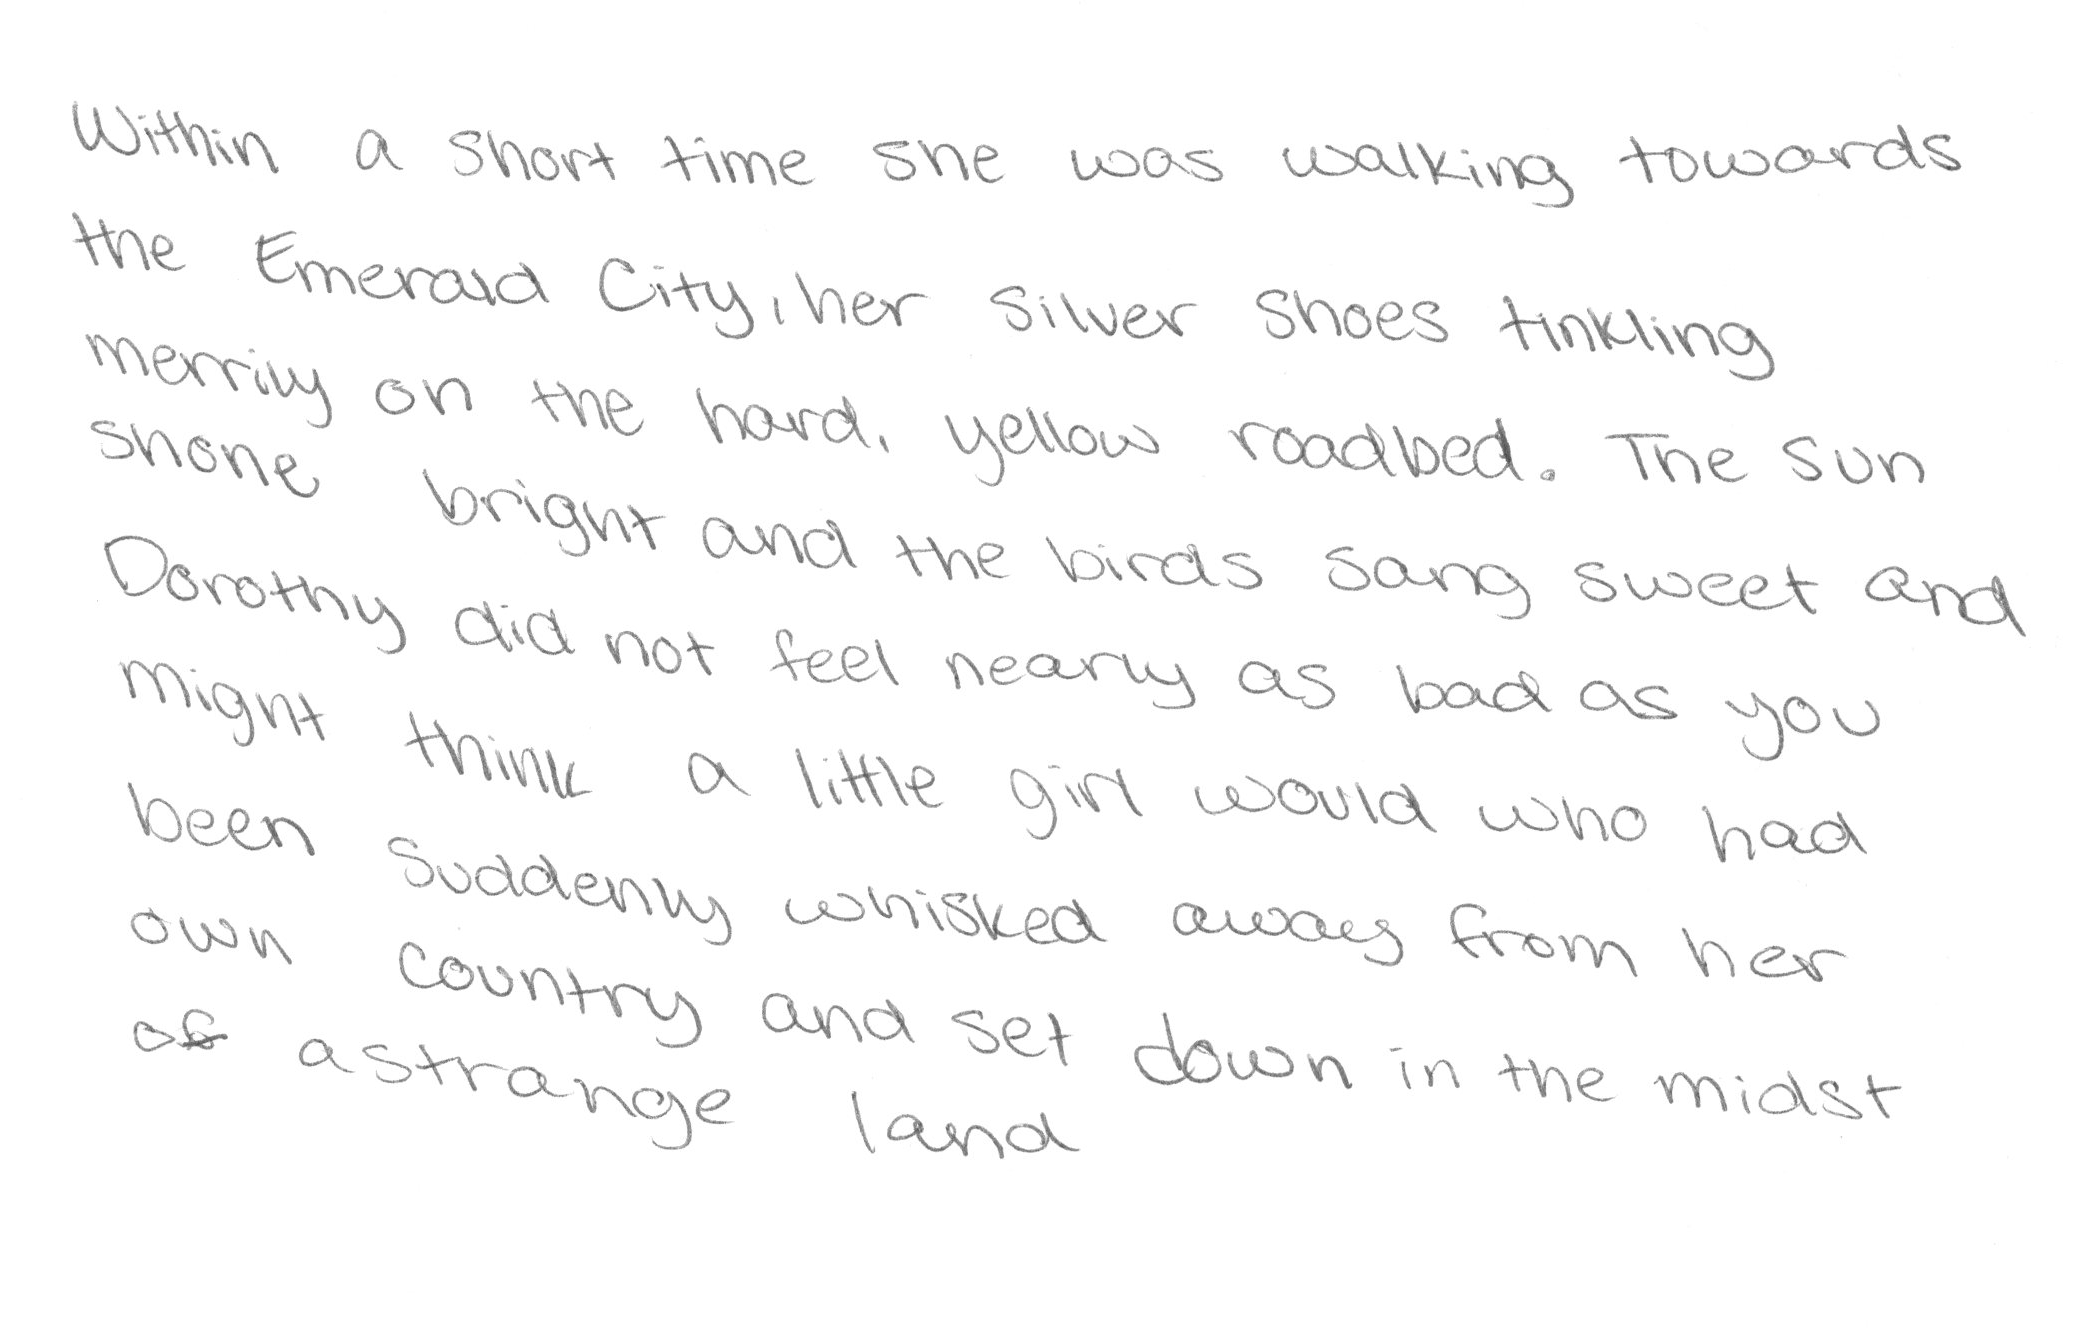 Within a short time she was walking towards
the Emerald City, her silver shoes tinkling
merrily on the hard, yellow roadbed. The sun
shone bright and the birds sang sweet and
Dorothy did not feel nearly as bad as you
might think a little girl would who had
been suddenly whisked away from her
own country and set down in the midst
of a strange land